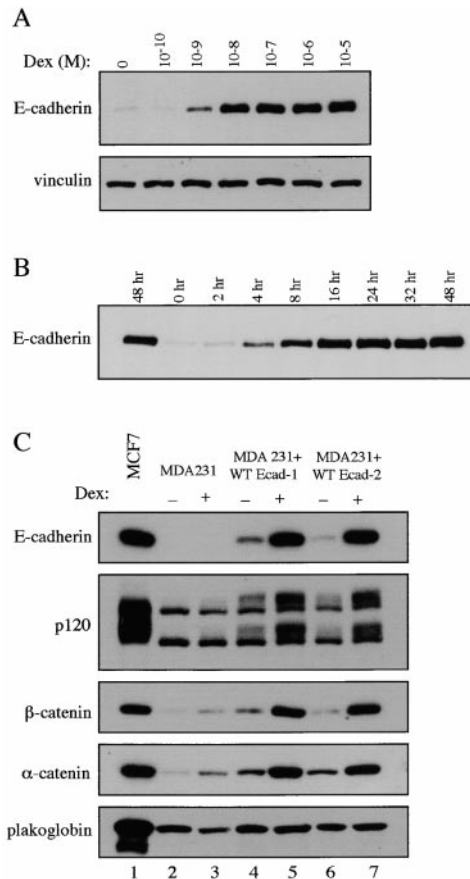 A
Dex (M): 0 10-10 10-9 10-8 10-7 10-6 10-5
E-cadherin
vinculin
B
48 hr 0 hr 2 hr 4 hr 8 hr 16 hr 24 hr 32 hr 48 hr
E-cadherin
C
MCF7 MDA231 MDA 231+ MDA231+
WT Ecad-1 WT Ecad-2
Dex: – + – + – +
E-cadherin
p120
β-catenin
α-catenin
plakoglobin
1 2 3 4 5 6 7